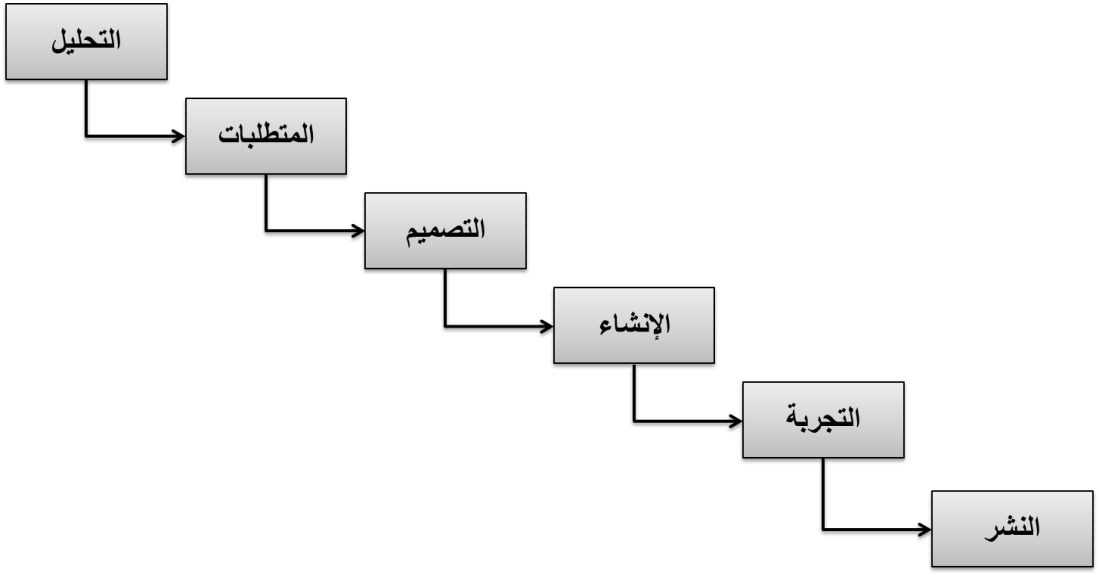 التحليل
المتطلبات
التصميم
الإنشاء
التجربة
النشر